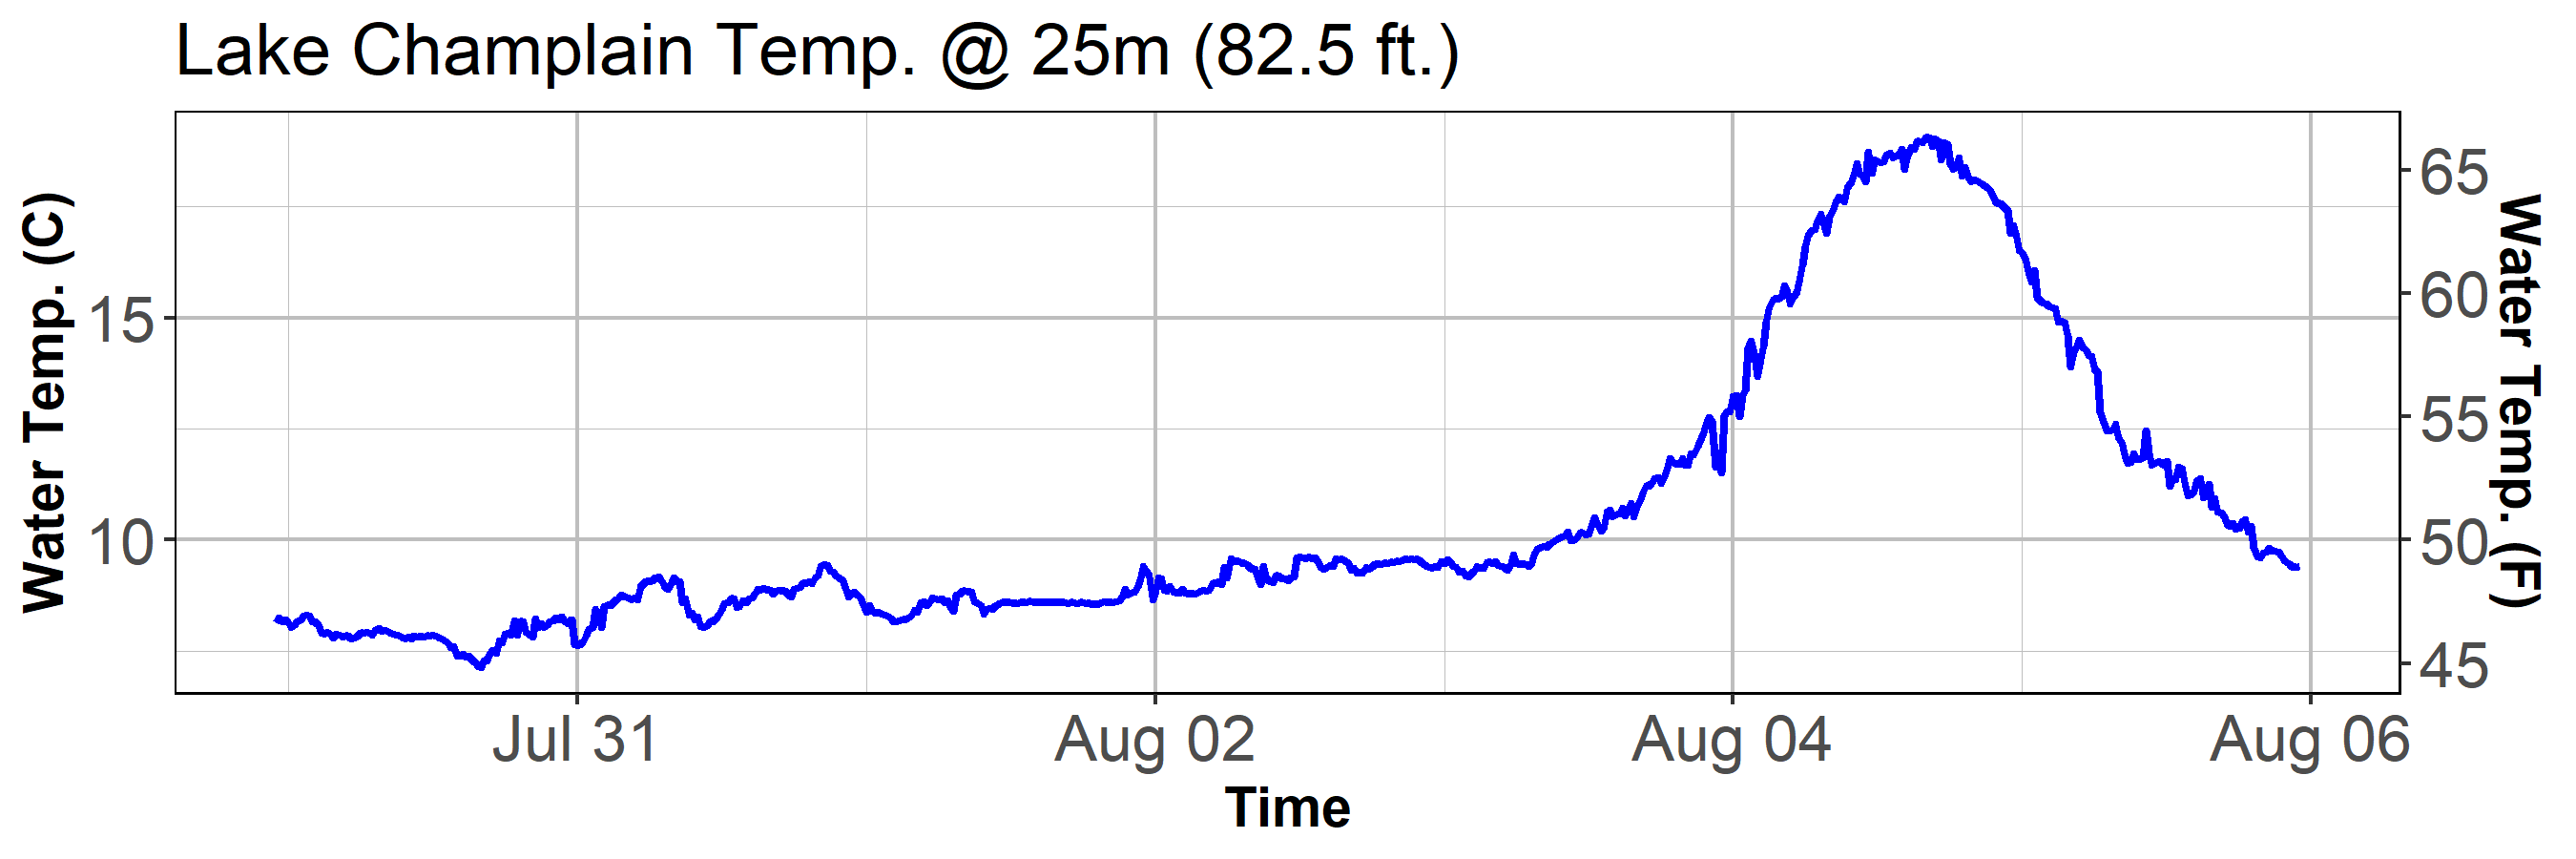 Lake Champlain Temp. @ 25m (82.5 ft.)
Water Temp. (C)
15
10
65
60
55
50
45
Water Temp. (F)
Jul 31
Aug 02
Aug 04
Aug 06
Time